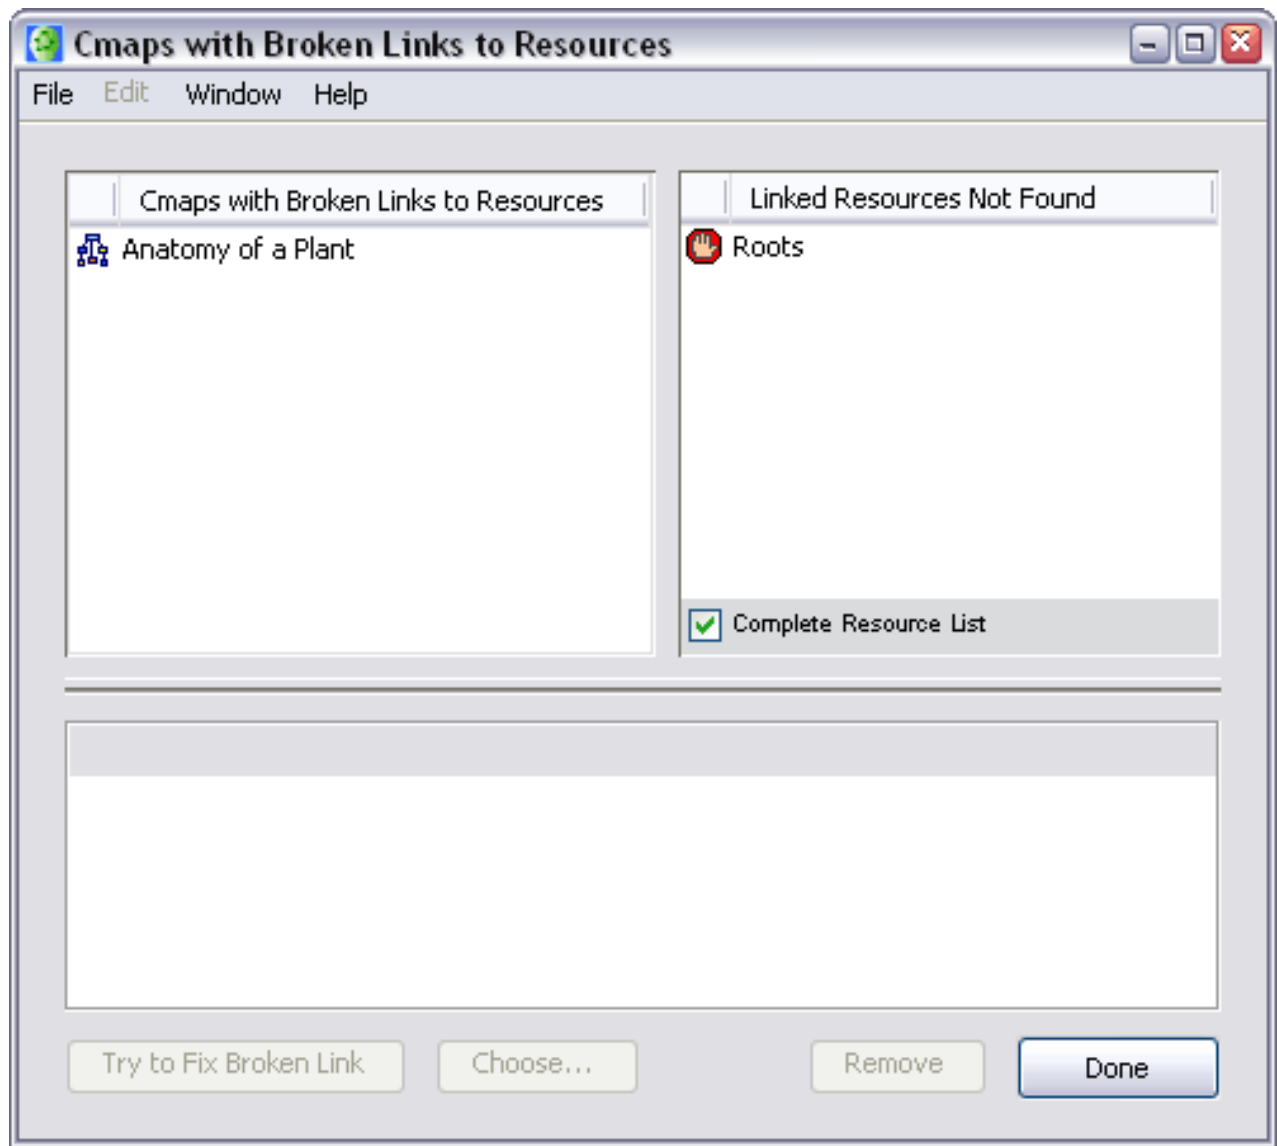 Cmaps with Broken Links to Resources
File Edit Window Help
Cmaps with Broken Links to Resources
Anatomy of a Plant
Linked Resources Not Found
Roots
Complete Resource List
Try to Fix Broken Link Choose... Remove Done